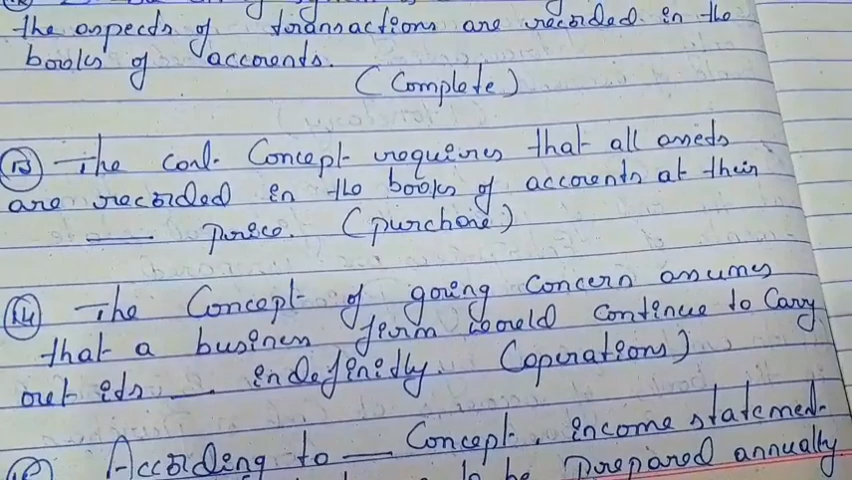 the aspects of transactions are recorded in the
books of accounts.
(Complete)
13 The cost Concept requires that all assets
are recorded in the books of accounts at their
___ price. (purchase)
14 The Concept of going concern assumes
that a business firm would continue to Carry
out its ___ indefinitely. (operations)
According to ___ Concept, income statement
to be Prepared annually